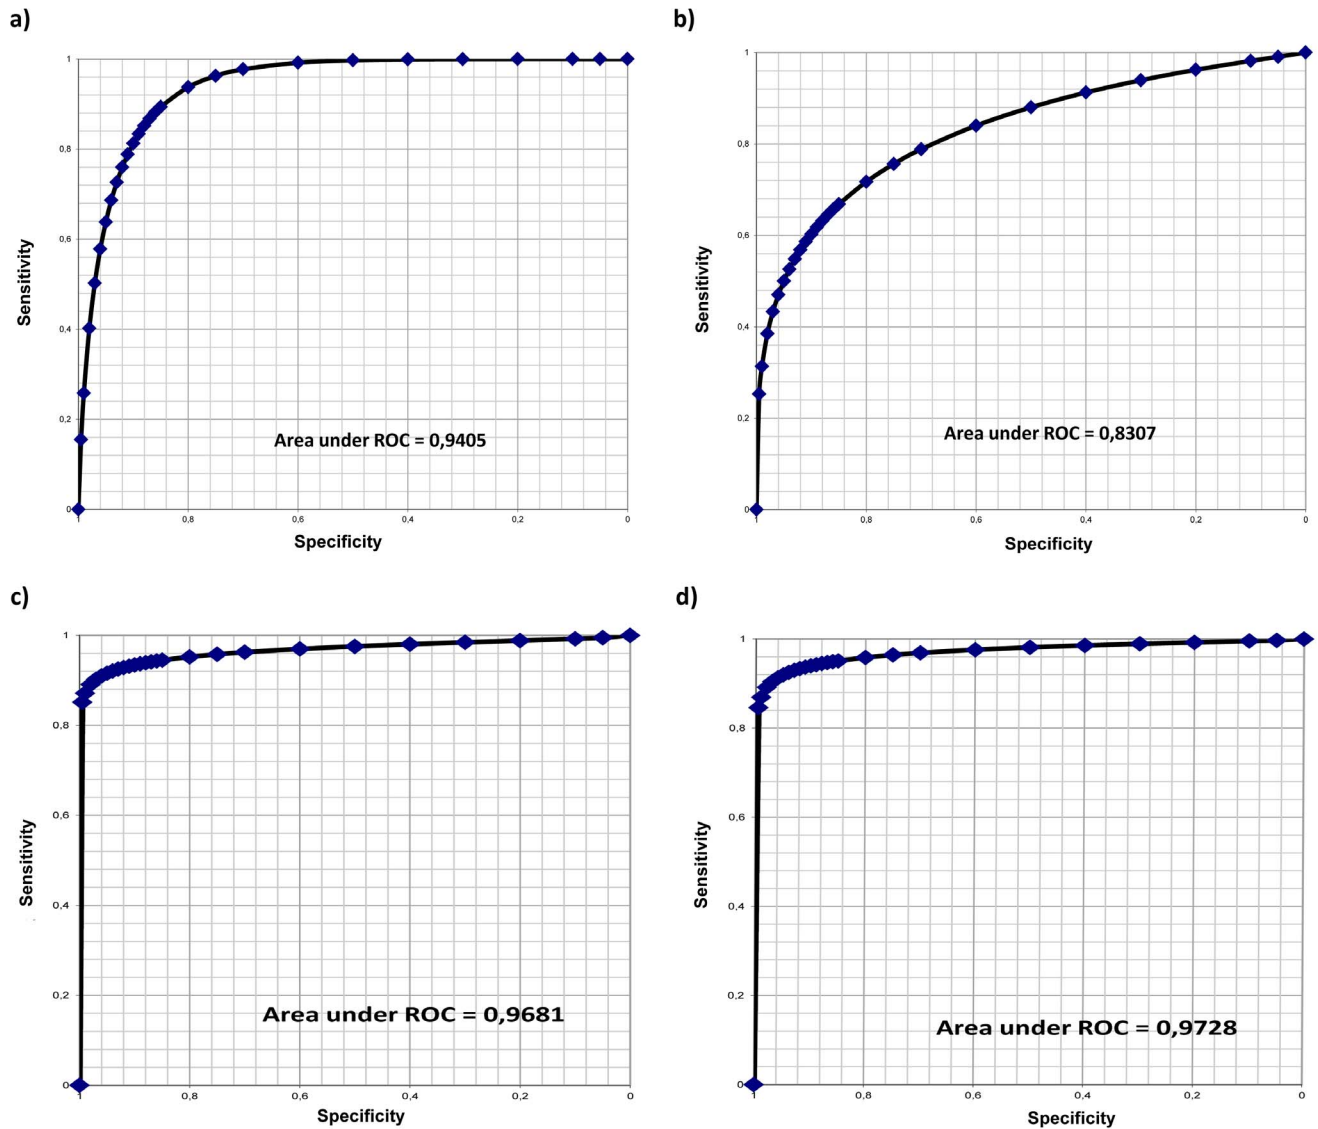 a)
1
0,8
0,6
0,4
0,2
0
Sensitivity
Area under ROC = 0,9405
0,8
0,6
0,4
0,2
0
Specificity
b)
1
0,8
0,6
0,4
0,2
0
Sensitivity
Area under ROC = 0,8307
0,8
0,6
0,4
0,2
0
Specificity
c)
1
0,8
0,6
0,4
0,2
0
Sensitivity
Area under ROC = 0,9681
0,8
0,6
0,4
0,2
0
Specificity
d)
1
0,8
0,6
0,4
0,2
0
Sensitivity
Area under ROC = 0,9728
0,8
0,6
0,4
0,2
0
Specificity